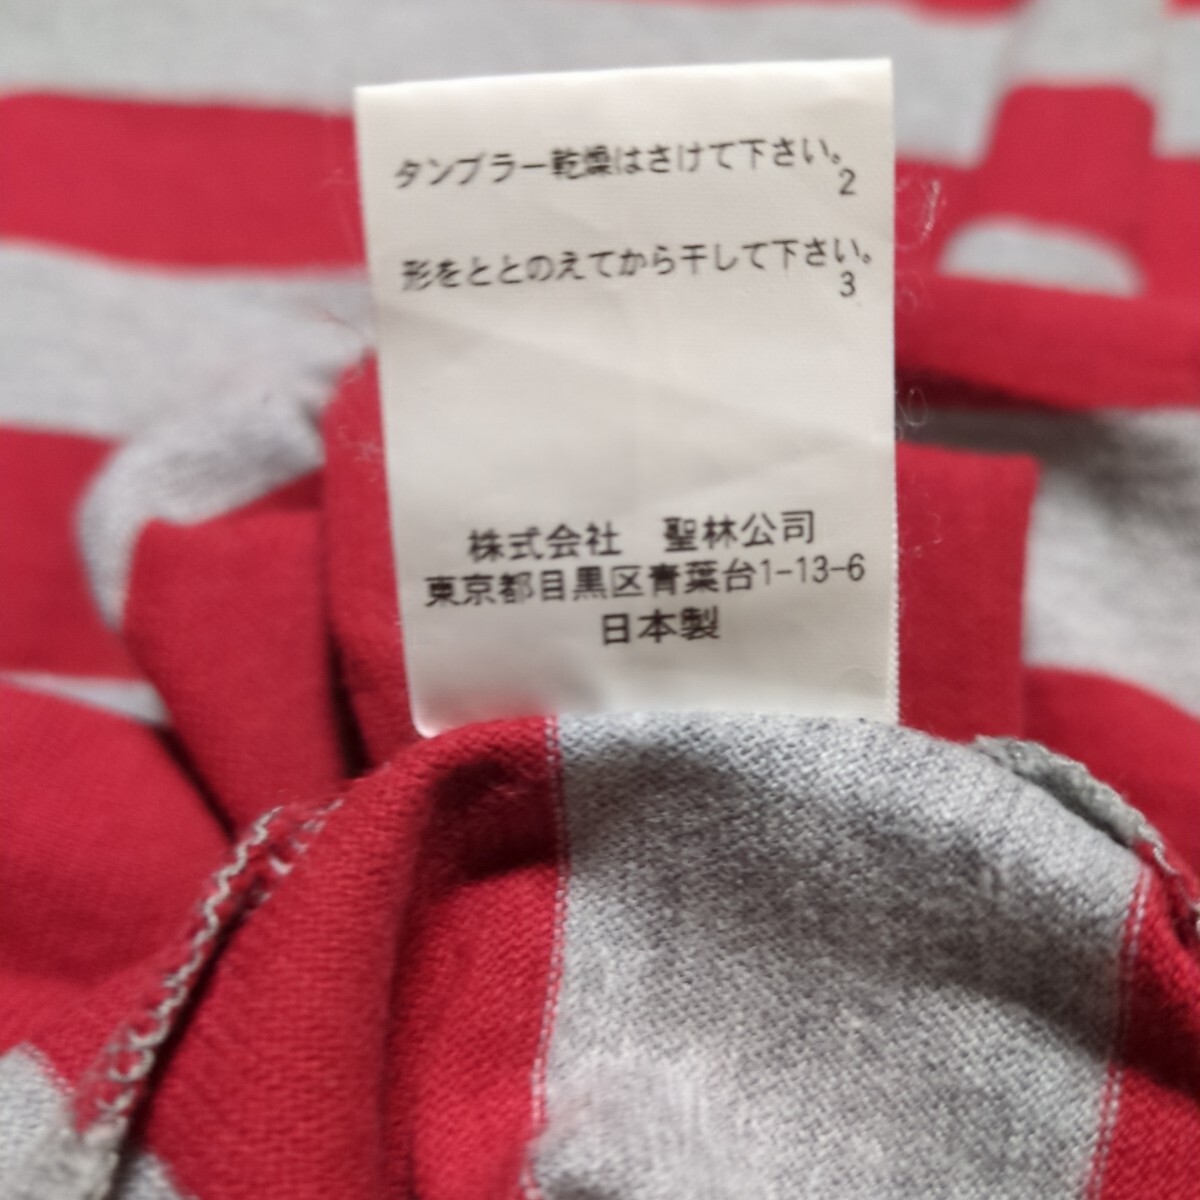 タンブラー乾燥はさけて下さい。
2
形をととのえてから干して下さい。
3
株式会社　聖林公司
東京都目黒区青葉台1-13-6
日本製